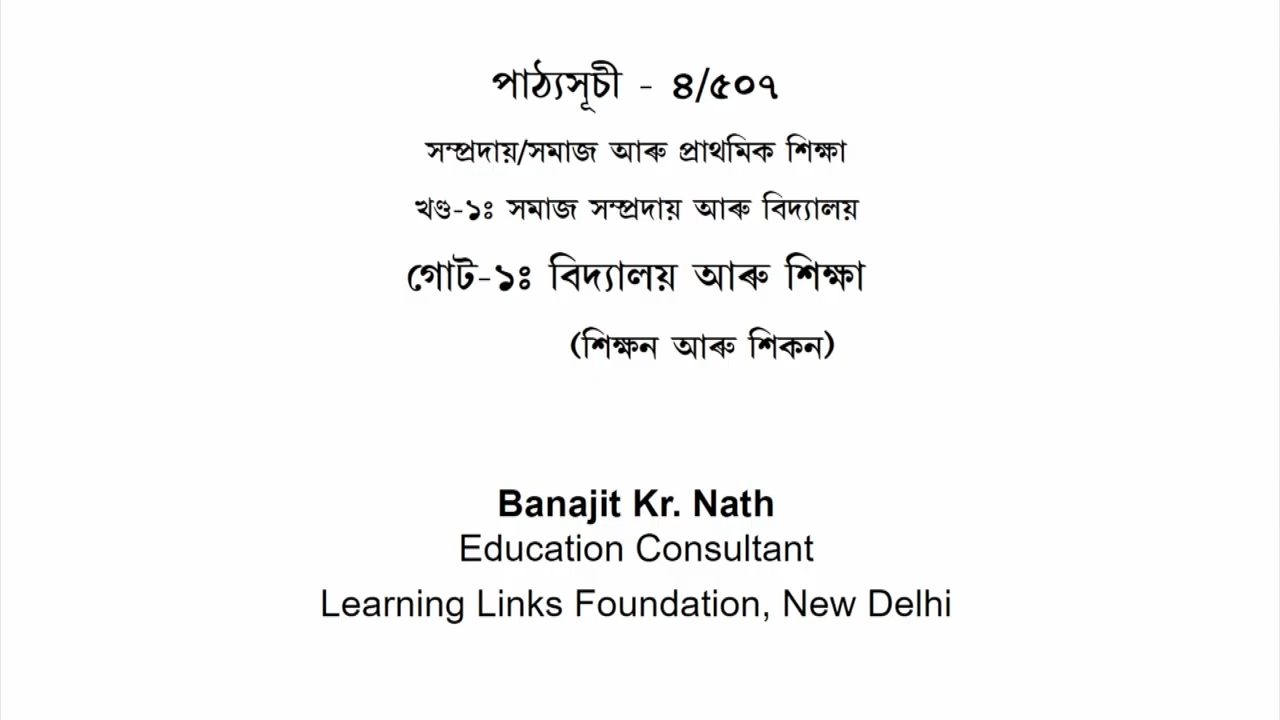 পাঠ্যসূচী - ৪/৫০৭
সম্প্ৰদায়/সমাজ আৰু প্ৰাথমিক শিক্ষা
খণ্ড-১ঃ সমাজ সম্প্ৰদায় আৰু বিদ্যালয়
গোট-১ঃ বিদ্যালয় আৰু শিক্ষা
(শিক্ষন আৰু শিকন)
Banajit Kr. Nath
Education Consultant
Learning Links Foundation, New Delhi